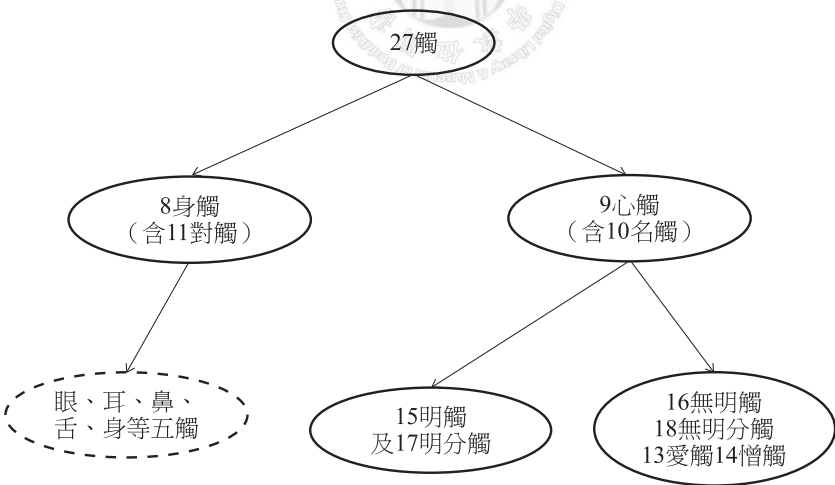 27觸
8身觸
（含11對觸）
9心觸
（含10名觸）
眼、耳、鼻、
舌、身等五觸
15明觸
及17明分觸
16無明觸
18無明分觸
13愛觸14憎觸